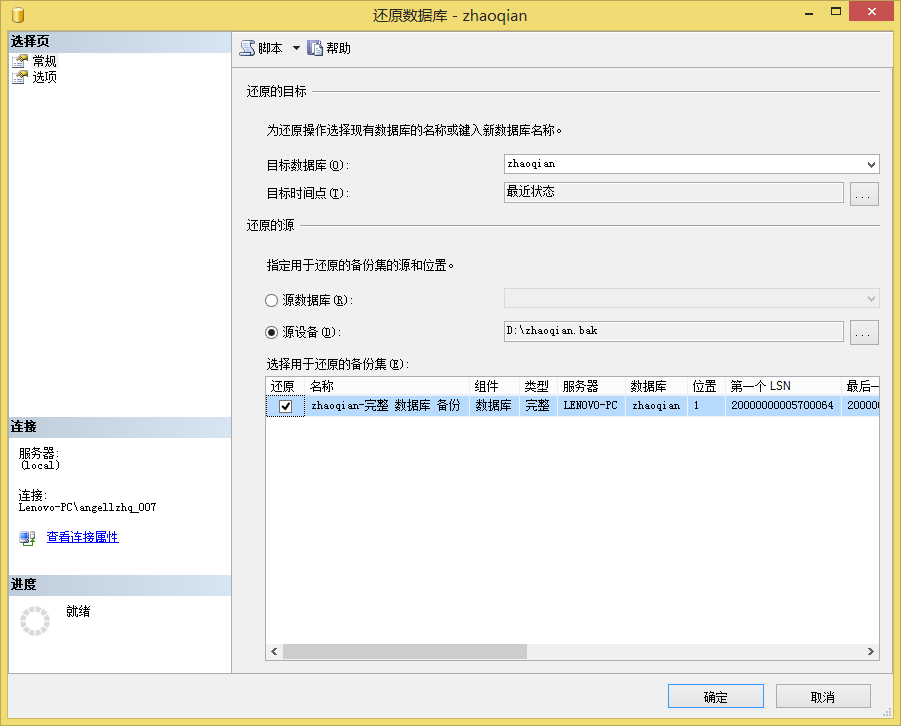 还原数据库 - zhaoqian
选择页
常规
选项
脚本
帮助
还原的目标
为还原操作选择现有数据库的名称或键入新数据库名称。
目标数据库(O):
zhaoqian
目标时间点(T):
最近状态
...
还原的源
指定用于还原的备份集的源和位置。
源数据库(R):
源设备(D):
D:\zhaoqian.bak
...
选择用于还原的备份集(E):
还原 名称 组件 类型 服务器 数据库 位置 第一个 LSN 最后一
zhaoqian-完整 数据库 备份 数据库 完整 LENOVO-PC zhaoqian 1 20000000005700064 20000
连接
服务器:
(local)
连接:
Lenovo-PC\angellzhq_007
查看连接属性
进度
就绪
确定
取消